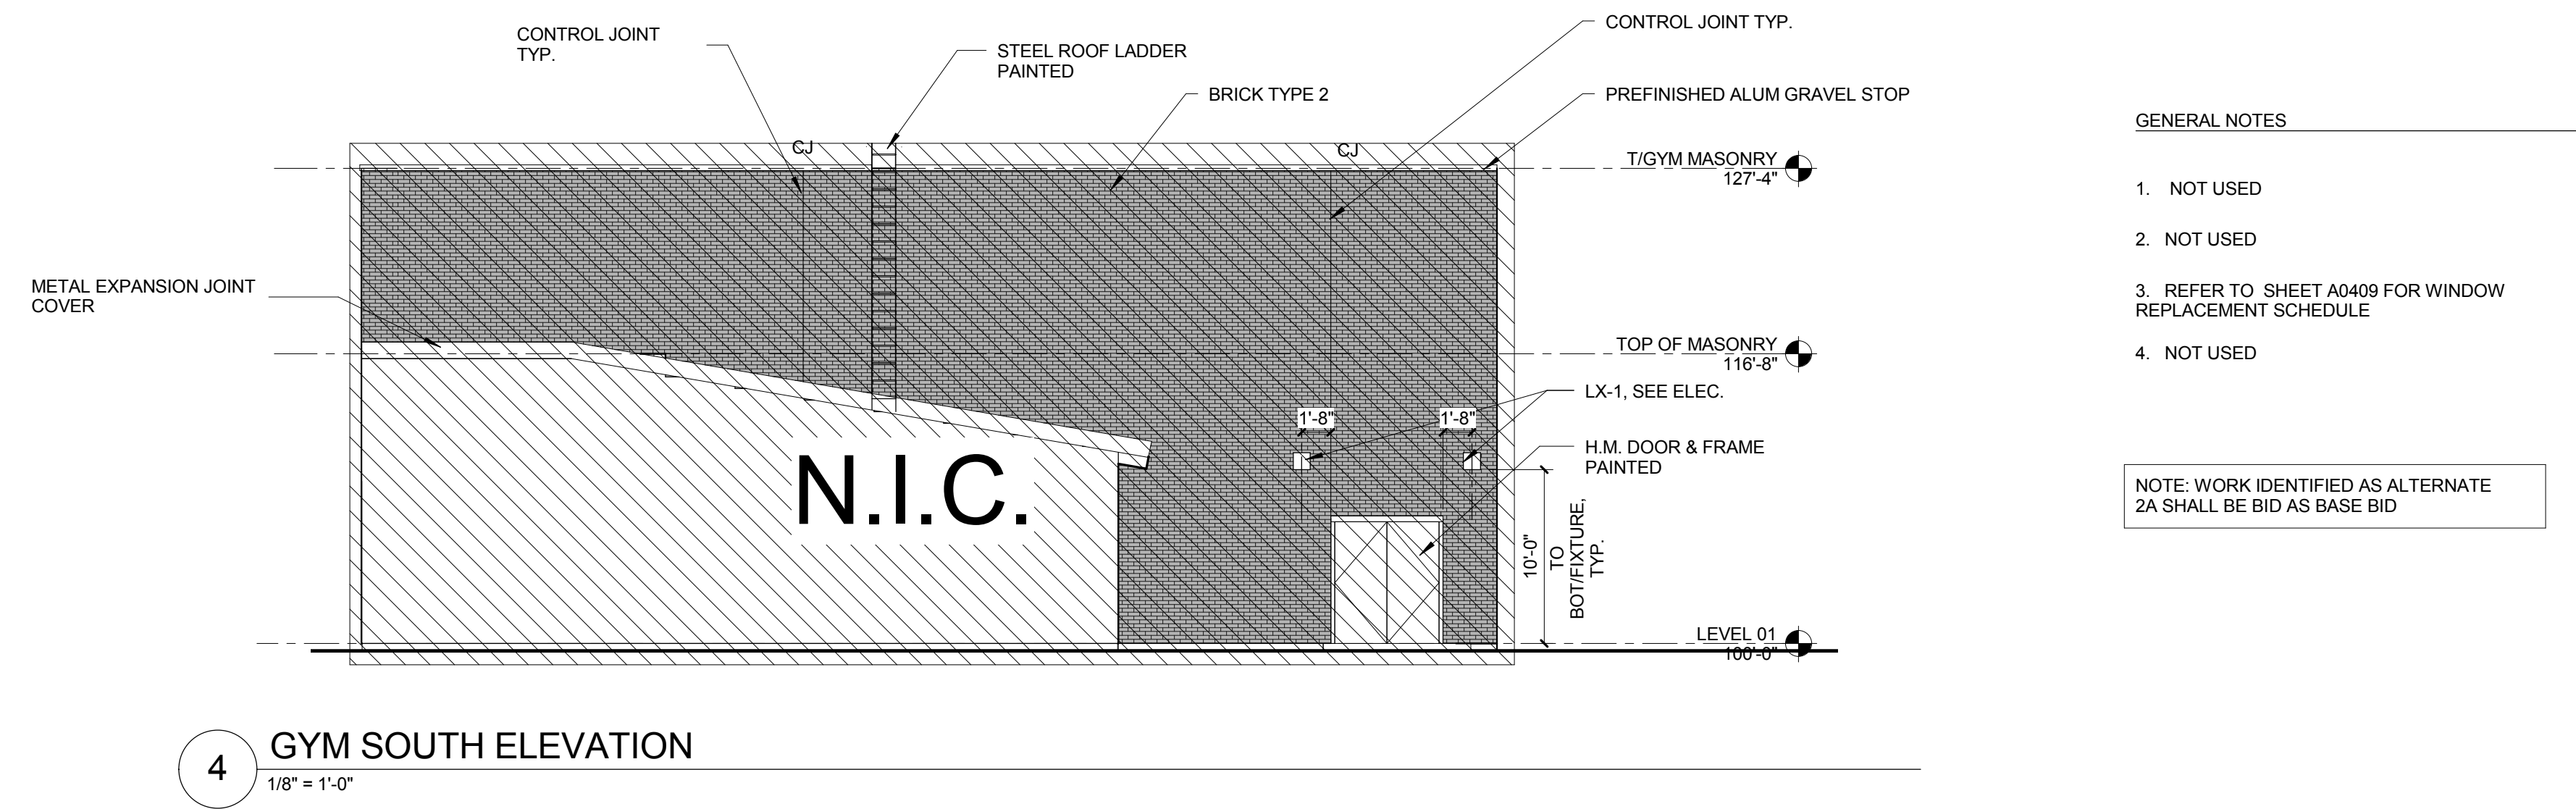 CONTROL JOINT
TYP.
STEEL ROOF LADDER
PAINTED
BRICK TYPE 2
CONTROL JOINT TYP.
PREFINISHED ALUM GRAVEL STOP
CJ
CJ
T/GYM MASONRY
127'-4"
METAL EXPANSION JOINT
COVER
TOP OF MASONRY
116'-8"
LX-1, SEE ELEC.
1'-8"
1'-8"
H.M. DOOR & FRAME
PAINTED
N.I.C.
10'-0"
TO
BOT/FIXTURE,
TYP.
LEVEL 01
100'-0"
4
GYM SOUTH ELEVATION
1/8" = 1'-0"
GENERAL NOTES
1. NOT USED
2. NOT USED
3. REFER TO SHEET A0409 FOR WINDOW
REPLACEMENT SCHEDULE
4. NOT USED
NOTE: WORK IDENTIFIED AS ALTERNATE
2A SHALL BE BID AS BASE BID